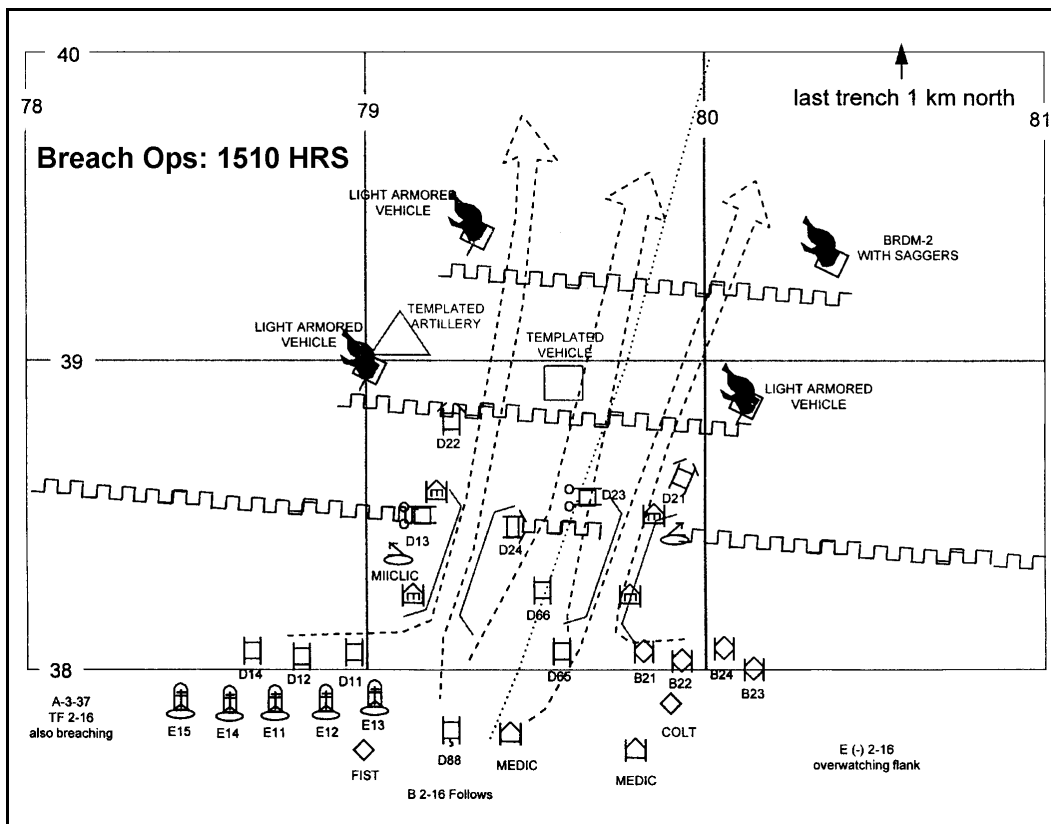 40
78
79
80
81
last trench 1 km north
Breach Ops: 1510 HRS
LIGHT ARMORED
VEHICLE
BRDM-2
WITH SAGGERS
TEMPLATED
ARTILLERY
LIGHT ARMORED
VEHICLE
TEMPLATED
VEHICLE
39
LIGHT ARMORED
VEHICLE
D22
E
D23
D21
E
D13
D24
MIICLIC
E
D66
E
38
D14
D12
D11
D65
B21
B22
B24
B23
A-3-37
TF 2-16
also breaching
E15
E14
E11
E12
E13
COLT
FIST
D88
MEDIC
MEDIC
E (-) 2-16
overwatching flank
B 2-16 Follows